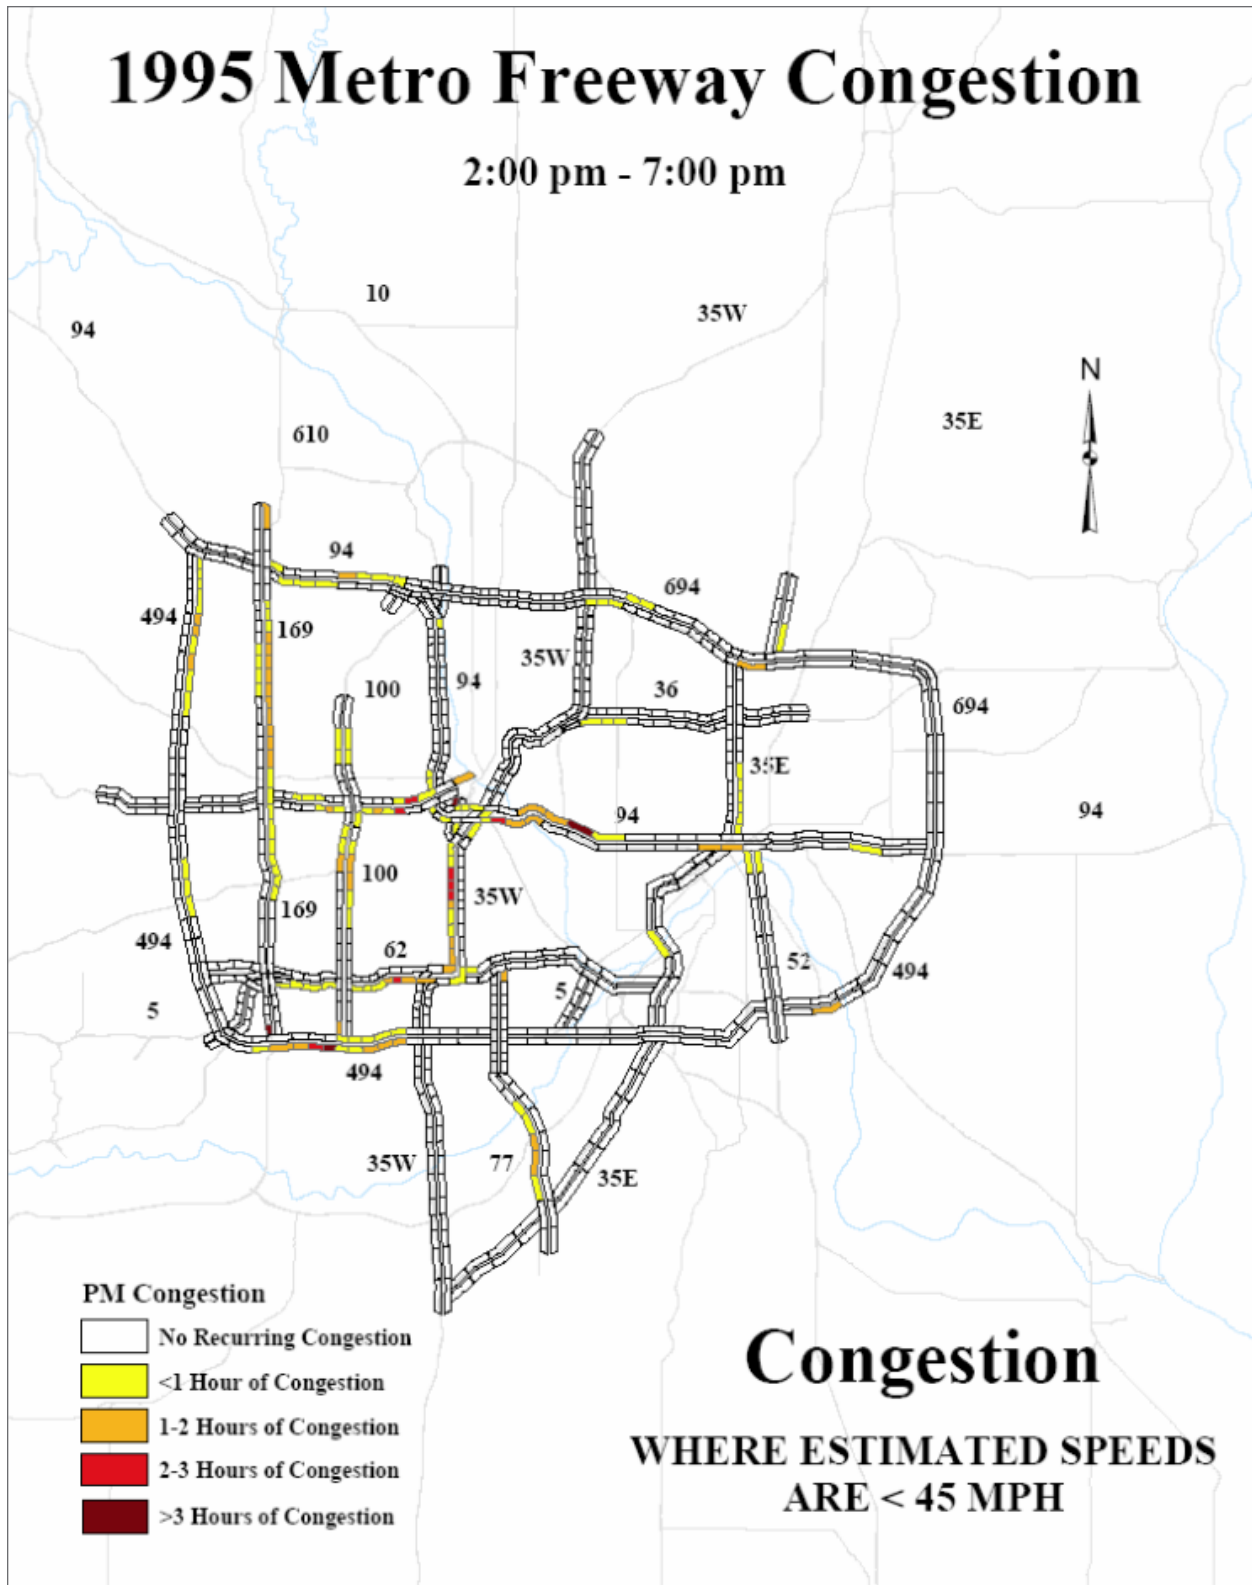 1995 Metro Freeway Congestion
2:00 pm - 7:00 pm
10
35W
94
N
35E
610
94
694
494
169
35W
100
94
36
694
35E
94
94
100
35W
169
494
62
52
494
5
5
494
35W
77
35E
PM Congestion
No Recurring Congestion
<1 Hour of Congestion
1-2 Hours of Congestion
2-3 Hours of Congestion
>3 Hours of Congestion
Congestion
WHERE ESTIMATED SPEEDS
ARE < 45 MPH